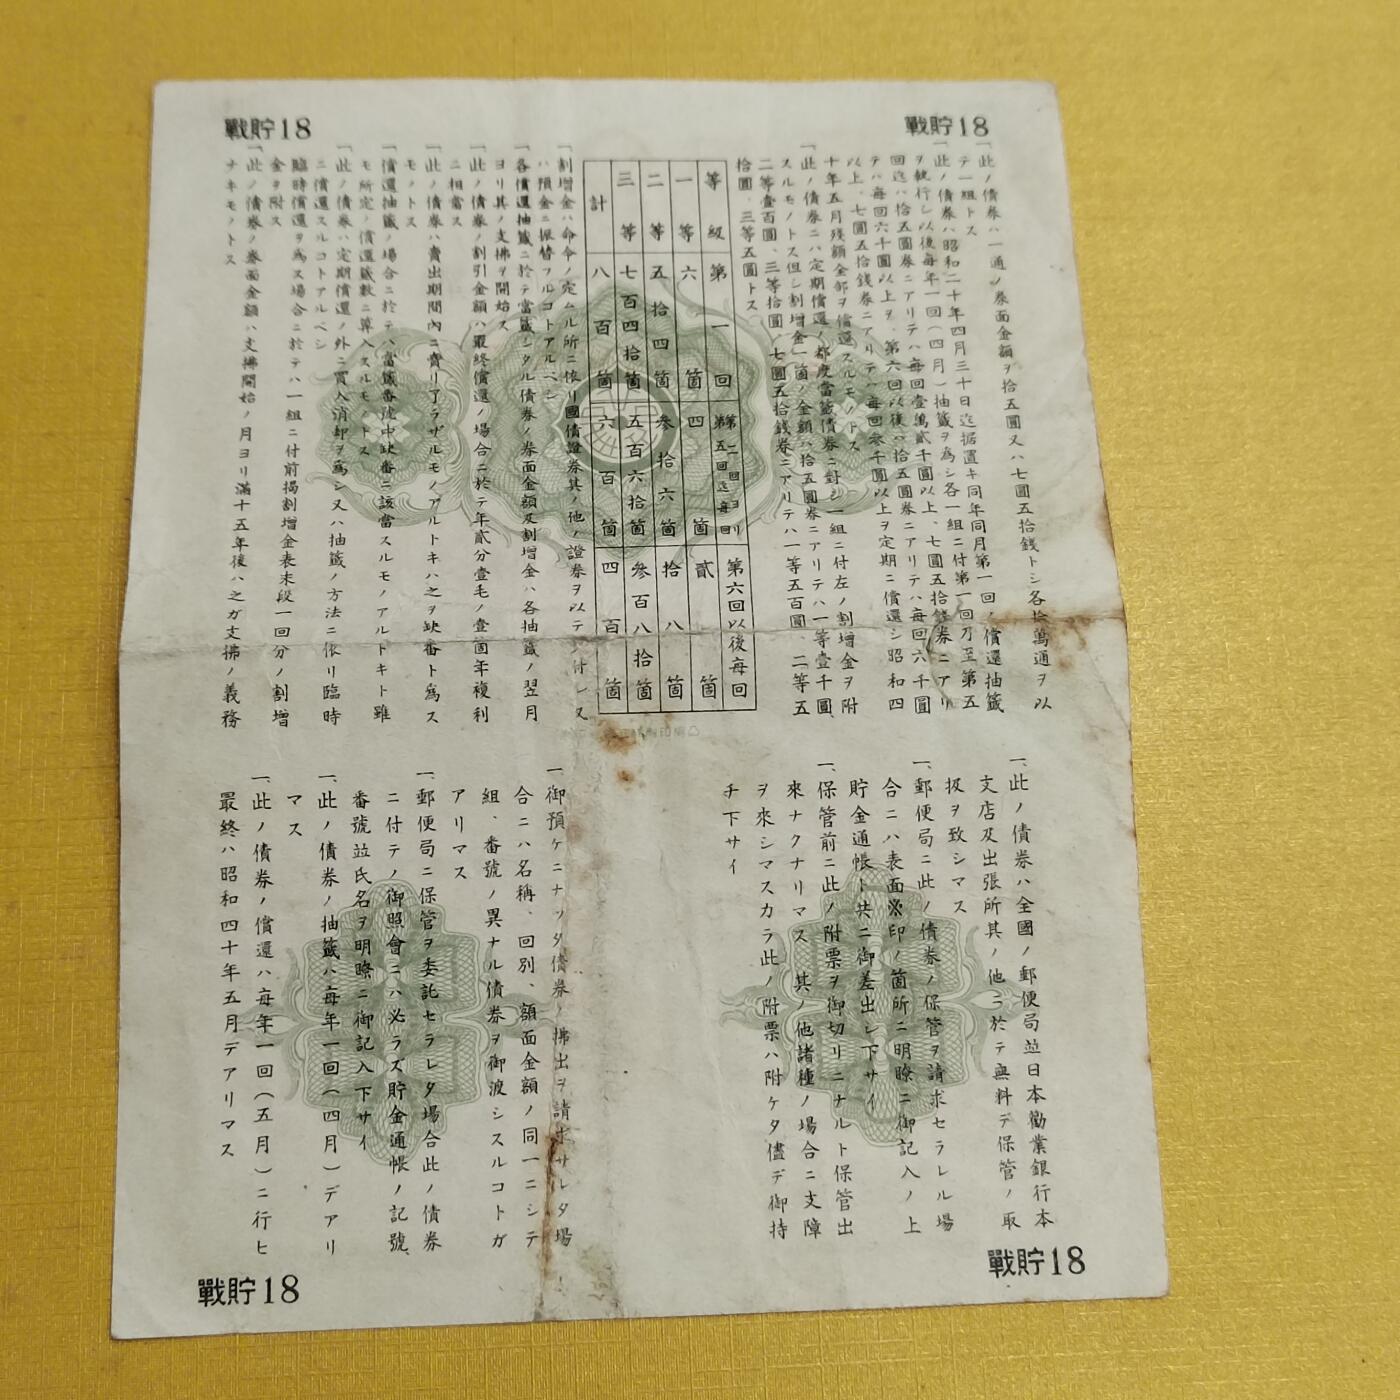 戰貯18
戰貯18
一、此ノ債券ハ一通ノ券面金額ヲ拾五圓又ハ七圓五拾錢トシ各拾萬通ヲ以
テ一組トス
一、此ノ債券ハ昭和二十年四月三十日迄据置キ同年同月第一回ノ償還抽籤
ヲ執行シ以後毎年一回(四月)抽籤ヲ為シ各一組ニ付第一回乃至第五
回迄ハ拾五圓券ニアリテハ毎回壹萬貳千圓以上、七圓五拾錢券ニアリ
テハ毎回六千圓以上ヲ、第六回以後ハ拾五圓券ニアリテハ毎回六千圓
以上、七圓五拾錢券ニアリテハ毎回參千圓以上ヲ定期ニ償還シ昭和四
十年五月殘額全部ヲ償還スルモノトス
一、此ノ債券ニハ定期償還ノ都度當籤債券ニ對シ一組ニ付左ノ割增金ヲ附
スルモノトス但シ割增金一箇ノ金額ハ拾五圓券ニアリテハ一等壹千圓、
二等壹百圓、三等拾圓、七圓五拾錢券ニアリテハ一等五百圓、二等五
拾圓、三等五圓トス
等級 第一回 第二回ヨリ第五回迄毎回 第六回以後毎回
一等 六箇 四箇 貳箇
二等 五拾四箇 參拾六箇 拾八箇
三等 七百四拾箇 五百六拾箇 參百八拾箇
計 八百箇 六百箇 四百箇
一、割增金ハ命令ノ定ムル所ニ依リ國債證券其ノ他ノ證券ヲ以テ交付シ又
ハ預金ニ振替フルコトアルベシ
一、各償還抽籤ニ於テ當籤シタル債券ノ券面金額及割增金ハ各抽籤ノ翌月
ヨリ其ノ支拂ヲ開始ス
一、此ノ債券ノ割引金額ハ最終償還ノ場合ニ於テ年貳分壹毛ノ壹箇年複利
ニ相當ス
一、此ノ債券ハ賣出期間內ニ賣リ了ラザルモノアルトキハ之ヲ缺番ト為ス
モノトス
一、償還抽籤ノ場合ニ於テハ當籤番號中缺番ニ該當スルモノアルトキト雖
モ所定ノ償還籤數ニ算入スルモノトス
一、此ノ債券ハ定期償還ノ外ニ買入消却ヲ為シ又ハ抽籤ノ方法ニ依リ臨時
ニ償還スルコトアルベシ
臨時償還ヲ為ス場合ニ於テハ一組ニ付前揭割增金表末段一回分ノ割增
金ヲ附ス
一、此ノ債券ノ券面金額ハ支拂開始ノ月ヨリ滿十五年後ハ之ガ支拂ノ義務
ナキモノトス
一、此ノ債券ハ全國ノ郵便局並日本勸業銀行本
支店及出張所其ノ他ニ於テ無料デ保管ノ取
扱ヲ致シマス
一、郵便局ニ此ノ債券ノ保管ヲ請求セラレル場
合ニハ表面※印ノ箇所ニ明瞭ニ御記入ノ上
貯金通帳ト共ニ御差出シ下サイ
一、保管前ニ此ノ附票ヲ御切リニナルト保管出
來ナクナリマス 其ノ他諸種ノ場合ニ支障
ヲ來シマスカラ此ノ附票ハ附ケタ儘デ御持
チ下サイ
一、御預ケニナツタ債券ノ拂出ヲ請求サレタ場
合ニハ名稱、回別、額面金額ノ同一ニシテ
組、番號ノ異ナル債券ヲ御渡シスルコトガ
アリマス
一、郵便局ニ保管ヲ委託セラレタ場合此ノ債券
ニ付テノ御照會ニハ必ラズ貯金通帳ノ記號、
番號並氏名ヲ明瞭ニ御記入下サイ
一、此ノ債券ノ抽籤ハ毎年一回(四月)デアリ
マス
一、此ノ債券ノ償還ハ毎年一回(五月)ニ行ヒ
最終ハ昭和四十年五月デアリマス
戰貯18
戰貯18